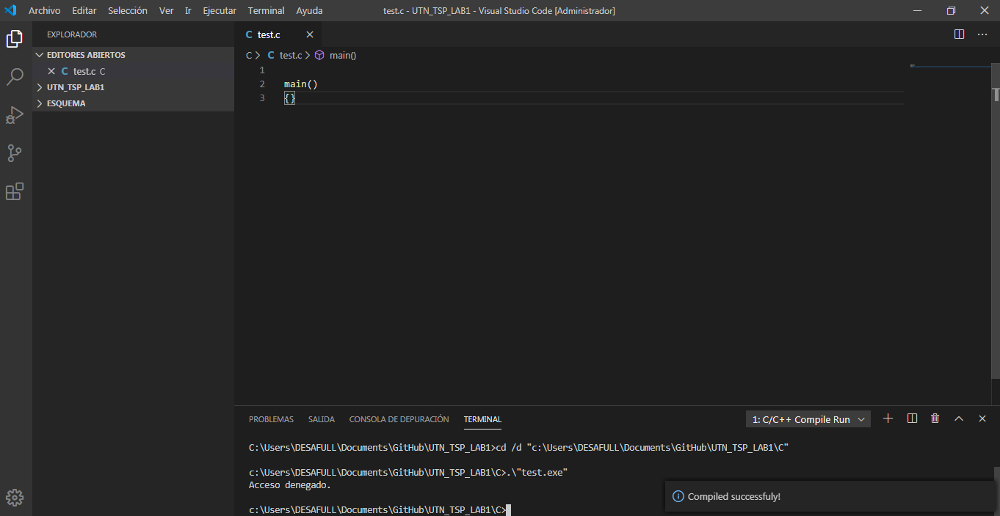 Archivo Editar Selección Ver Ir Ejecutar Terminal Ayuda test.c - UTN_TSP_LAB1 - Visual Studio Code [Administrador]
EXPLORADOR
EDITORES ABIERTOS
C test.c C
UTN_TSP_LAB1
ESQUEMA
C test.c
C > C test.c > main()
1
2 main()
3 {}
PROBLEMAS SALIDA CONSOLA DE DEPURACIÓN TERMINAL 1: C/C++ Compile Run
C:\Users\DESAFULL\Documents\GitHub\UTN_TSP_LAB1>cd /d "c:\Users\DESAFULL\Documents\GitHub\UTN_TSP_LAB1\C"
c:\Users\DESAFULL\Documents\GitHub\UTN_TSP_LAB1\C>.\"test.exe"
Acceso denegado.
c:\Users\DESAFULL\Documents\GitHub\UTN_TSP_LAB1\C>
Compiled successfuly!